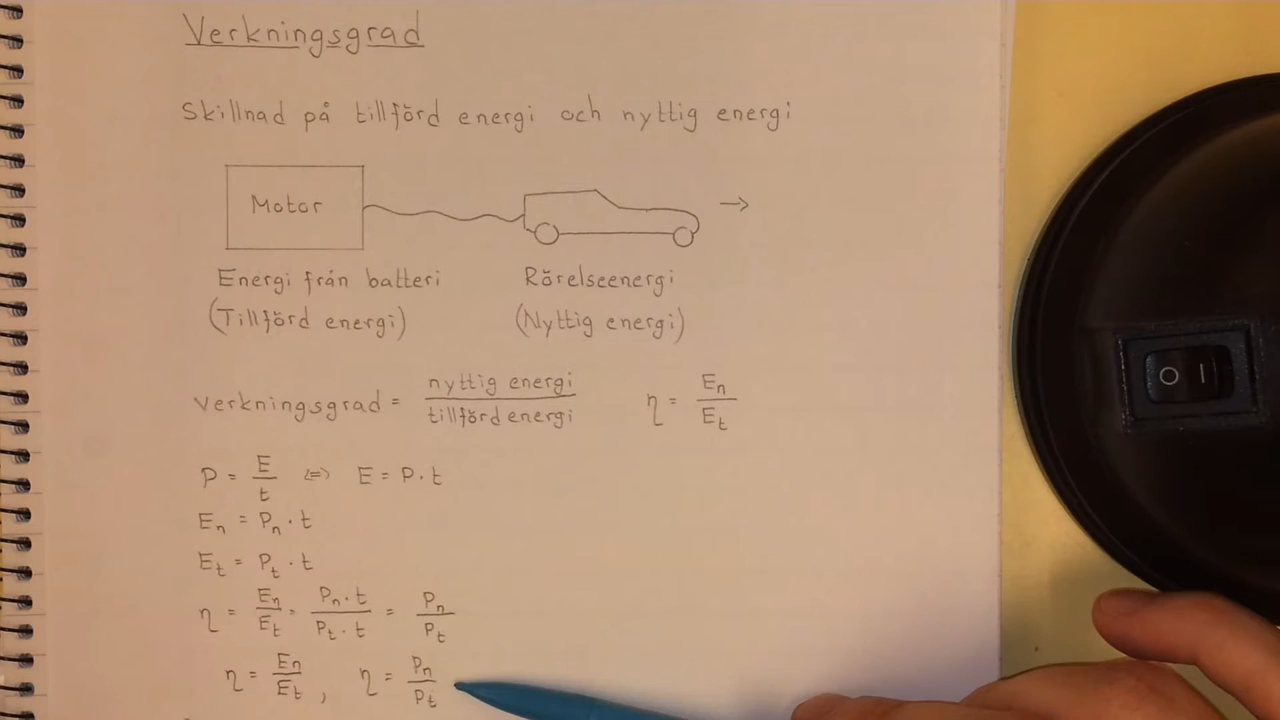 Verkningsgrad
Skillnad på tillförd energi och nyttig energi
Motor
Energi från batteri
(Tillförd energi)
Rörelseenergi
(Nyttig energi)
verkningsgrad = nyttig energi / tillförd energi
η = En / Et
P = E / t ⇔ E = P · t
En = Pn · t
Et = Pt · t
η = En / Et = Pn · t / Pt · t = Pn / Pt
η = En / Et , η = Pn / Pt
O I